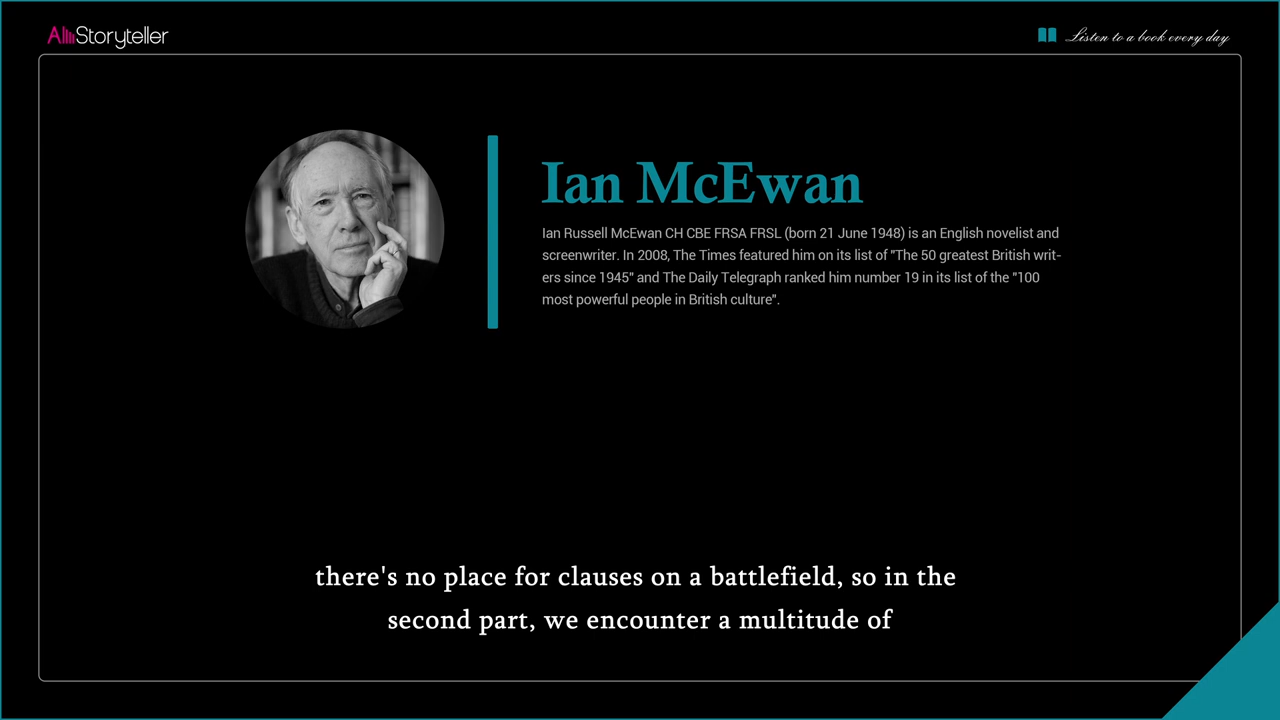 AllStoryteller
Listen to a book every day
Ian McEwan
Ian Russell McEwan CH CBE FRSA FRSL (born 21 June 1948) is an English novelist and
screenwriter. In 2008, The Times featured him on its list of "The 50 greatest British writ-
ers since 1945" and The Daily Telegraph ranked him number 19 in its list of the "100
most powerful people in British culture".
there's no place for clauses on a battlefield, so in the
second part, we encounter a multitude of